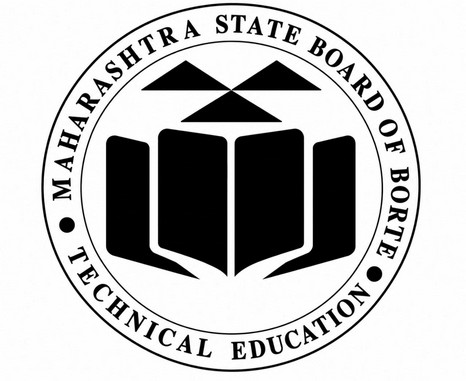 MAHARASHTRA STATE BOARD OF BORTE
TECHNICAL EDUCATION